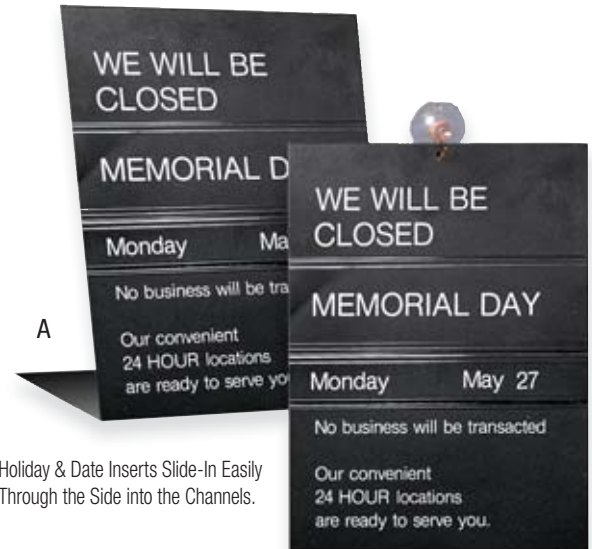 WE WILL BE
CLOSED
MEMORIAL D
Monday Ma
No business will be tra
Our convenient
24 HOUR locations
are ready to serve you
A
WE WILL BE
CLOSED
MEMORIAL DAY
Monday May 27
No business will be transacted
Our convenient
24 HOUR locations
are ready to serve you.
Holiday & Date Inserts Slide-In Easily
Through the Side into the Channels.